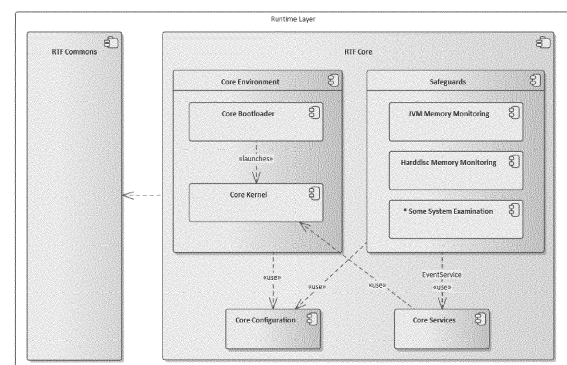 Runtime Layer
RTF Commons
RTF Core
Core Environment
Safeguards
Core Bootloader
JVM Memory Monitoring
«launches»
Harddisc Memory Monitoring
Core Kernel
* Some System Examination
EventService
«use»
«use»
«use»
«use»
Core Configuration
Core Services